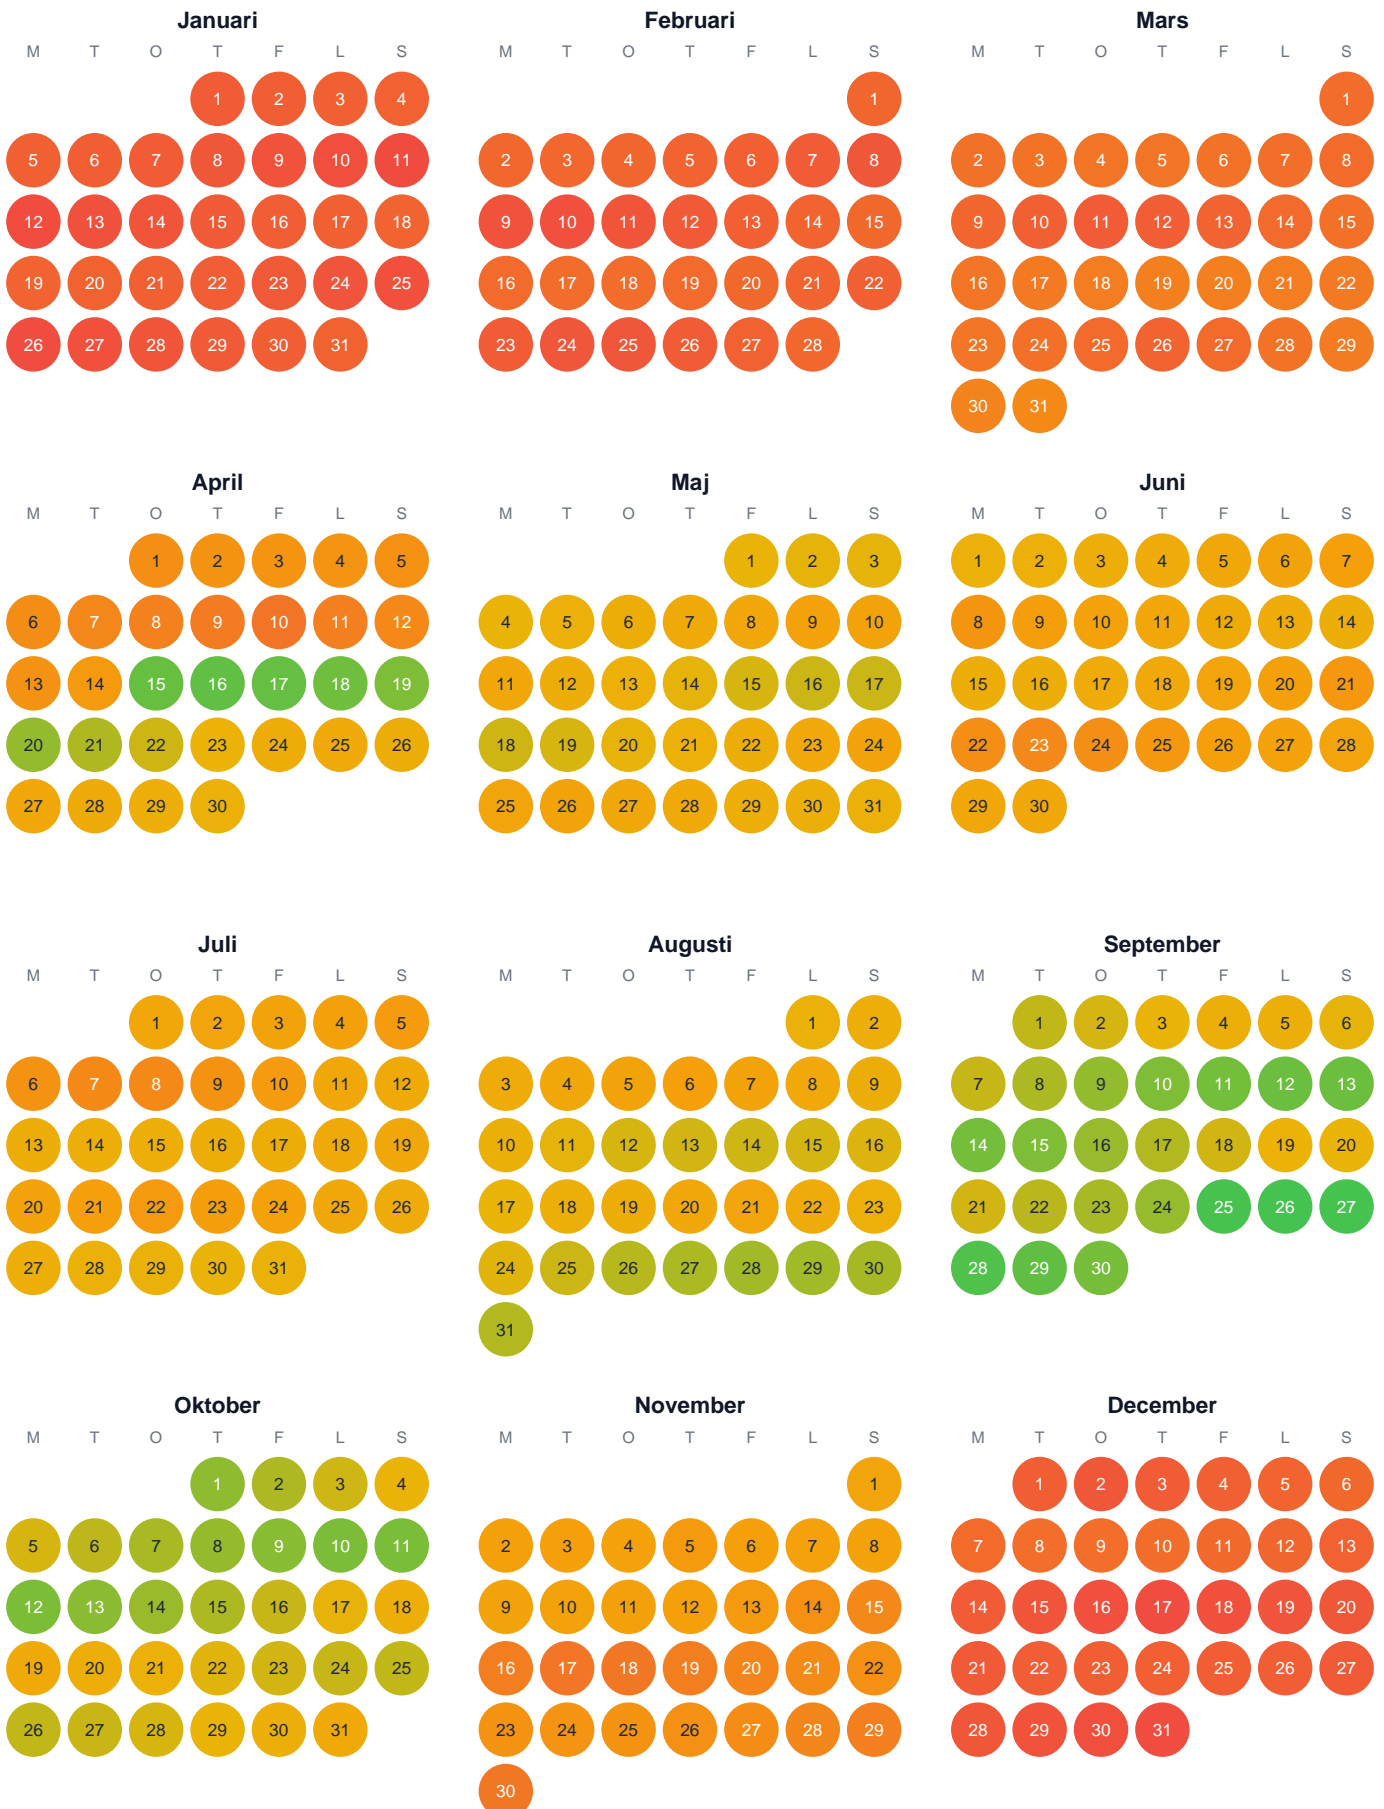 Januari Februari Mars
M T O T F L S M T O T F L S M T O T F L S
1 2 3 4 1 1
5 6 7 8 9 10 11 2 3 4 5 6 7 8 2 3 4 5 6 7 8
12 13 14 15 16 17 18 9 10 11 12 13 14 15 9 10 11 12 13 14 15
19 20 21 22 23 24 25 16 17 18 19 20 21 22 16 17 18 19 20 21 22
26 27 28 29 30 31 23 24 25 26 27 28 23 24 25 26 27 28 29
30 31
April Maj Juni
M T O T F L S M T O T F L S M T O T F L S
1 2 3 4 5 1 2 3 1 2 3 4 5 6 7
6 7 8 9 10 11 12 4 5 6 7 8 9 10 8 9 10 11 12 13 14
13 14 15 16 17 18 19 11 12 13 14 15 16 17 15 16 17 18 19 20 21
20 21 22 23 24 25 26 18 19 20 21 22 23 24 22 23 24 25 26 27 28
27 28 29 30 25 26 27 28 29 30 31 29 30
Juli Augusti September
M T O T F L S M T O T F L S M T O T F L S
1 2 3 4 5 1 2 1 2 3 4 5 6
6 7 8 9 10 11 12 3 4 5 6 7 8 9 7 8 9 10 11 12 13
13 14 15 16 17 18 19 10 11 12 13 14 15 16 14 15 16 17 18 19 20
20 21 22 23 24 25 26 17 18 19 20 21 22 23 21 22 23 24 25 26 27
27 28 29 30 31 24 25 26 27 28 29 30 28 29 30
31
Oktober November December
M T O T F L S M T O T F L S M T O T F L S
1 2 3 4 1 1 2 3 4 5 6
5 6 7 8 9 10 11 2 3 4 5 6 7 8 7 8 9 10 11 12 13
12 13 14 15 16 17 18 9 10 11 12 13 14 15 14 15 16 17 18 19 20
19 20 21 22 23 24 25 16 17 18 19 20 21 22 21 22 23 24 25 26 27
26 27 28 29 30 31 23 24 25 26 27 28 29 28 29 30 31
30